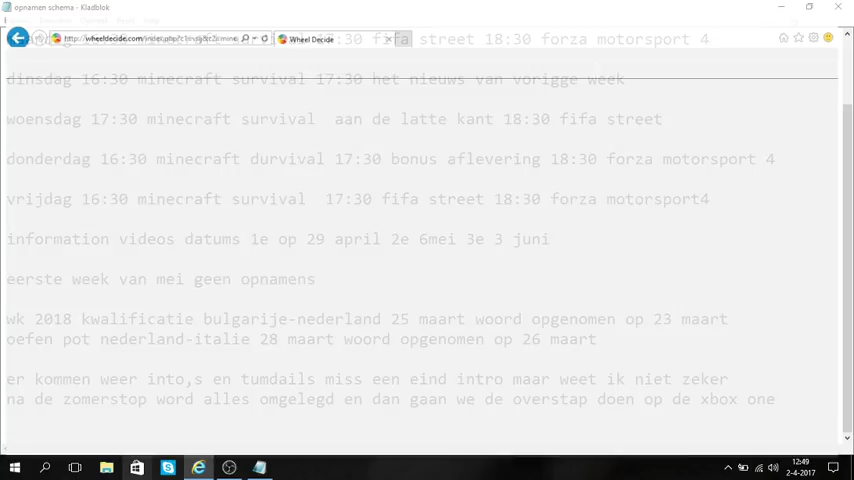 opnamen schema - Kladblok
Wheel Decide
17:30 fifa street 18:30 forza motorsport 4
dinsdag 16:30 minecraft survival 17:30 het nieuws van vorigge week
woensdag 17:30 minecraft survival aan de latte kant 18:30 fifa street
donderdag 16:30 minecraft durvival 17:30 bonus aflevering 18:30 forza motorsport 4
vrijdag 16:30 minecraft survival 17:30 fifa street 18:30 forza motorsport4
information videos datums 1e op 29 april 2e 6mei 3e 3 juni
eerste week van mei geen opnamens
wk 2018 kwalificatie bulgarije-nederland 25 maart woord opgenomen op 23 maart
oefen pot nederland-italie 28 maart woord opgenomen op 26 maart
er kommen weer into,s en tumdails miss een eind intro maar weet ik niet zeker
na de zomerstop word alles omgelegd en dan gaan we de overstap doen op de xbox one
12:49
2-4-2017